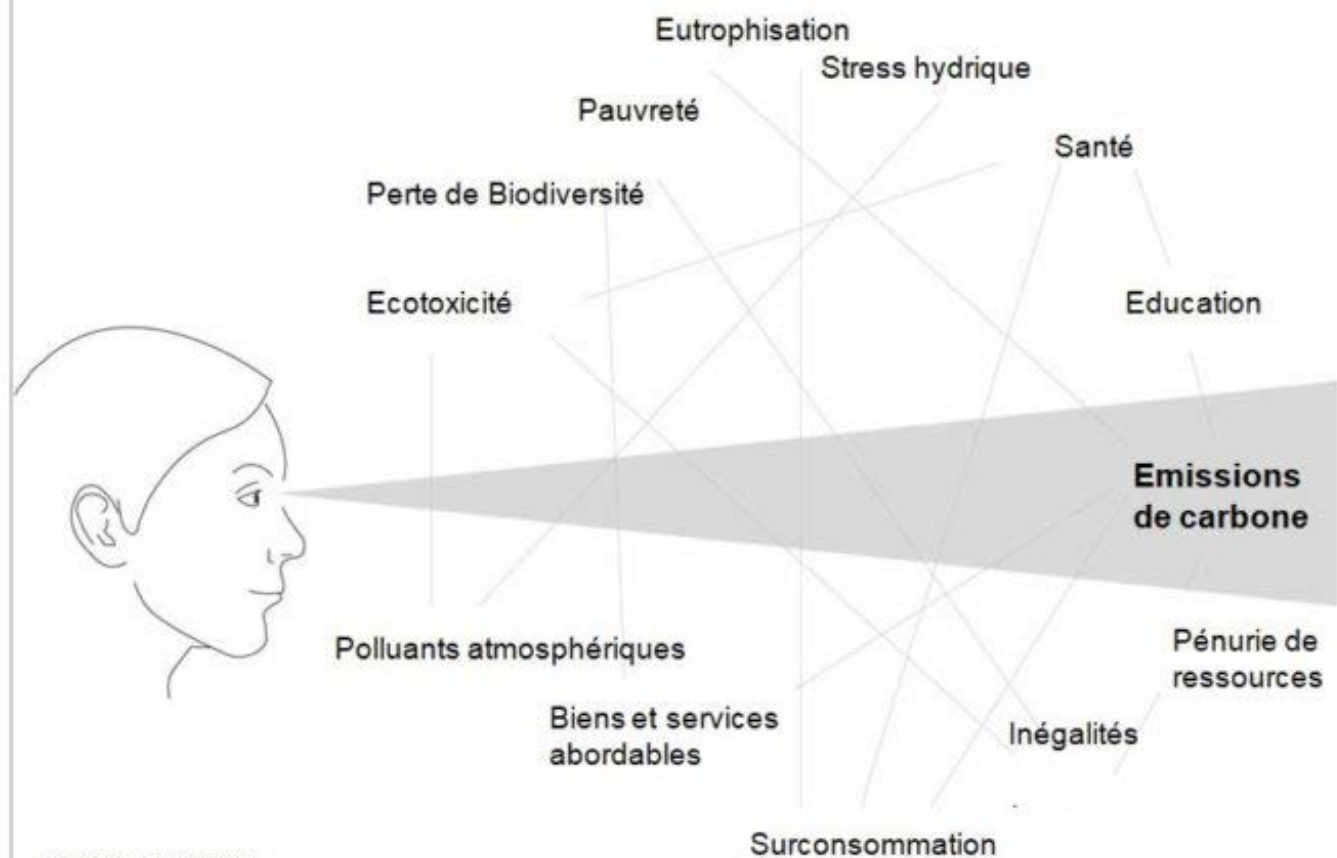 Eutrophisation
Stress hydrique
Pauvreté
Santé
Perte de Biodiversité
Ecotoxicité
Education
Emissions
de carbone
Polluants atmosphériques
Pénurie de
ressources
Biens et services
abordables
Inégalités
Surconsommation